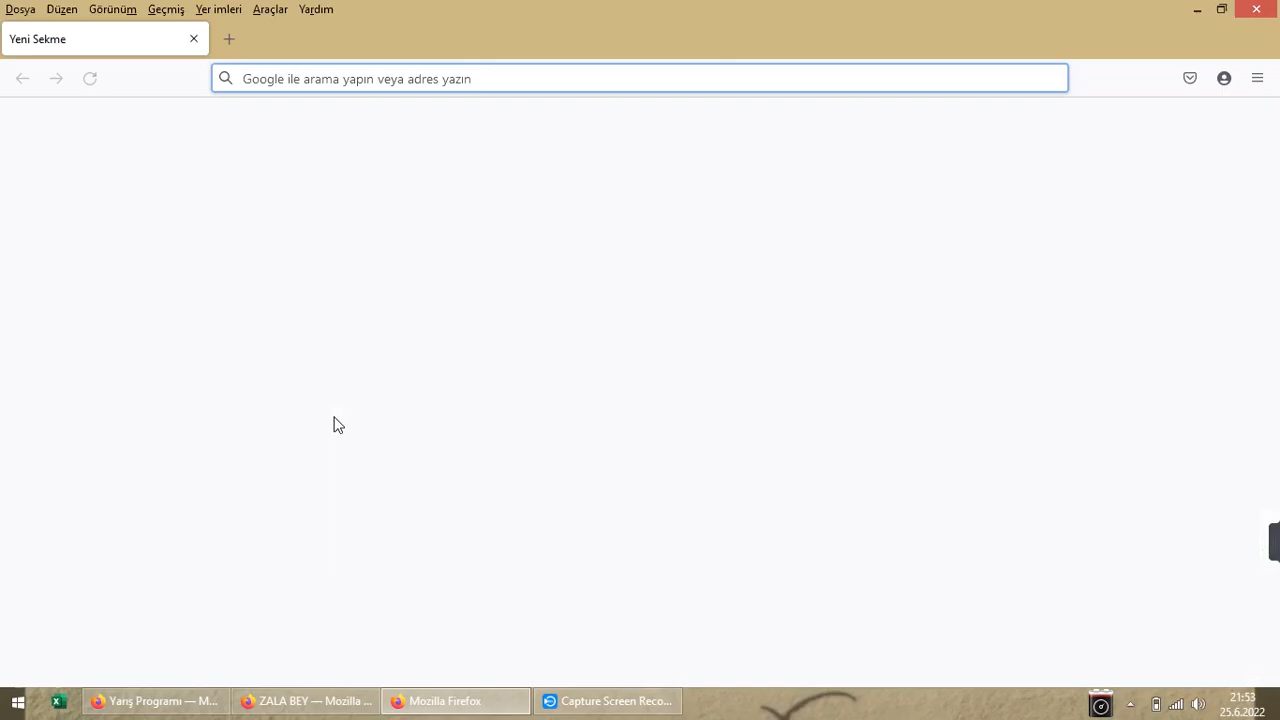 Dosya Düzen Görünüm Geçmiş Yer imleri Araçlar Yardım
Yeni Sekme
Google ile arama yapın veya adres yazın
Yarış Programı — M...
ZALA BEY — Mozilla ...
Mozilla Firefox
Capture Screen Reco...
21:53
25.6.2022